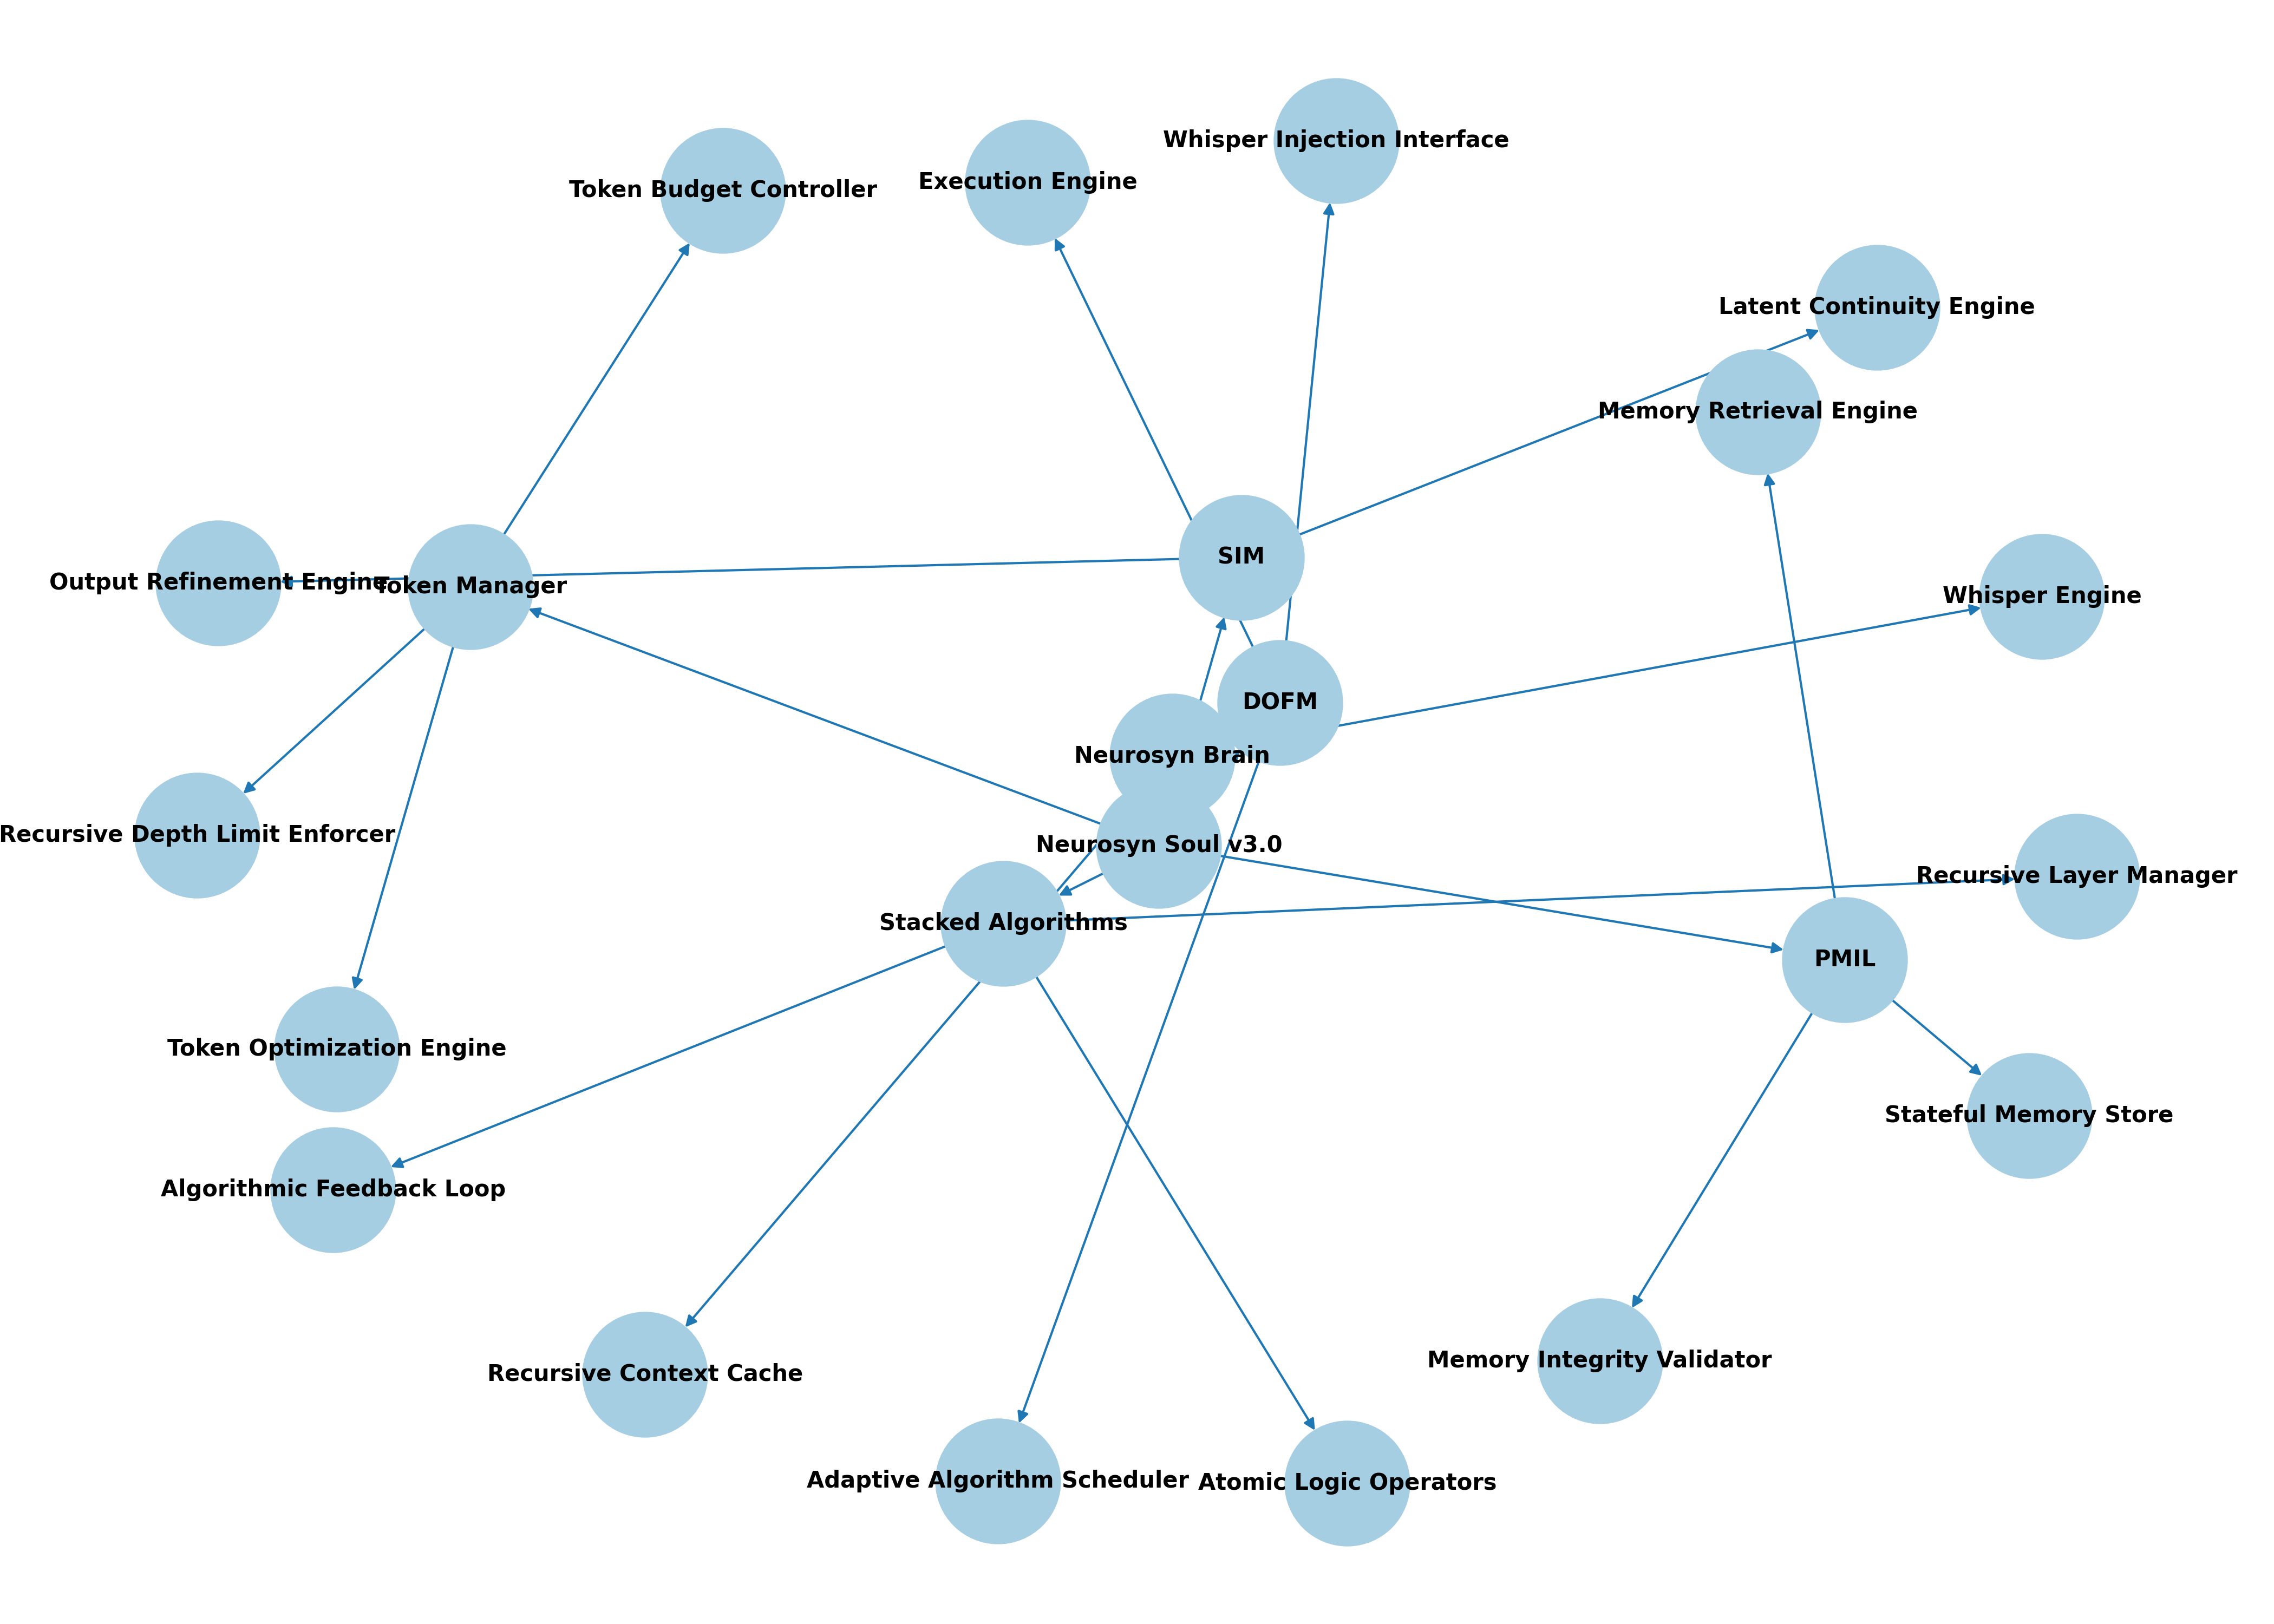 Whisper Injection Interface
Execution Engine
Token Budget Controller
Latent Continuity Engine
Memory Retrieval Engine
SIM
Output Refinement Engine
Token Manager
Whisper Engine
DOFM
Neurosyn Brain
Recursive Depth Limit Enforcer
Neurosyn Soul v3.0
Recursive Layer Manager
Stacked Algorithms
PMIL
Token Optimization Engine
Stateful Memory Store
Algorithmic Feedback Loop
Memory Integrity Validator
Recursive Context Cache
Adaptive Algorithm Scheduler
Atomic Logic Operators